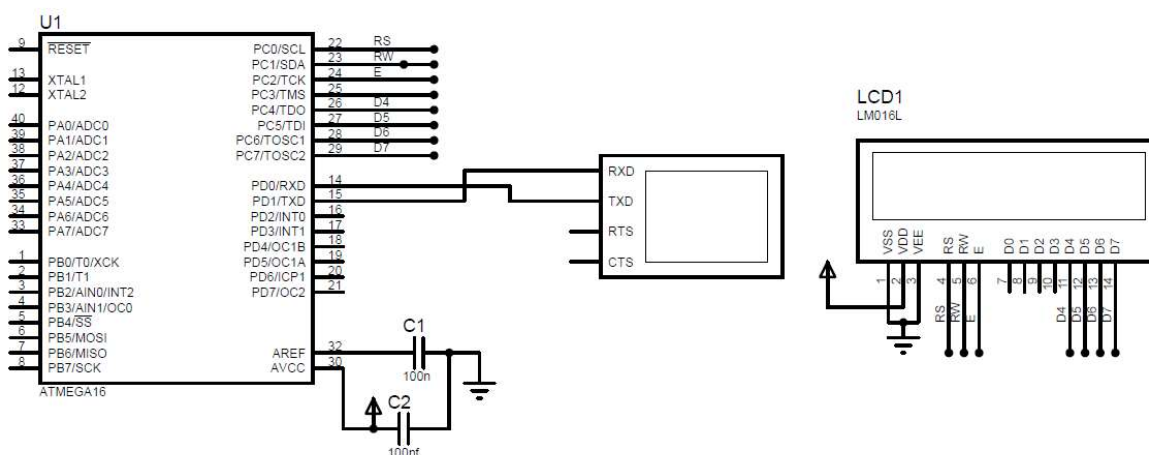 U1
9 RESET PC0/SCL 22 RS
PC1/SDA 23 RW
13 XTAL1 PC2/TCK 24 E
12 XTAL2 PC3/TMS 25
PC4/TDO 26 D4
40 PA0/ADC0 PC5/TDI 27 D5
39 PA1/ADC1 PC6/TOSC1 28 D6
38 PA2/ADC2 PC7/TOSC2 29 D7
37 PA3/ADC3
36 PA4/ADC4 PD0/RXD 14
35 PA5/ADC5 PD1/TXD 15
34 PA6/ADC6 PD2/INT0 16
33 PA7/ADC7 PD3/INT1 17
PD4/OC1B 18
1 PB0/T0/XCK PD5/OC1A 19
2 PB1/T1 PD6/ICP1 20
3 PB2/AIN0/INT2 PD7/OC2 21
4 PB3/AIN1/OC0
5 PB4/SS
6 PB5/MOSI
7 PB6/MISO AREF 32
8 PB7/SCK AVCC 30
ATMEGA16
C1
100n
C2
100nf
RXD
TXD
RTS
CTS
LCD1
LM016L
VSS VDD VEE RS RW E D0 D1 D2 D3 D4 D5 D6 D7
1 2 3 4 5 6 7 8 9 10 11 12 13 14
RS RW E D4 D5 D6 D7